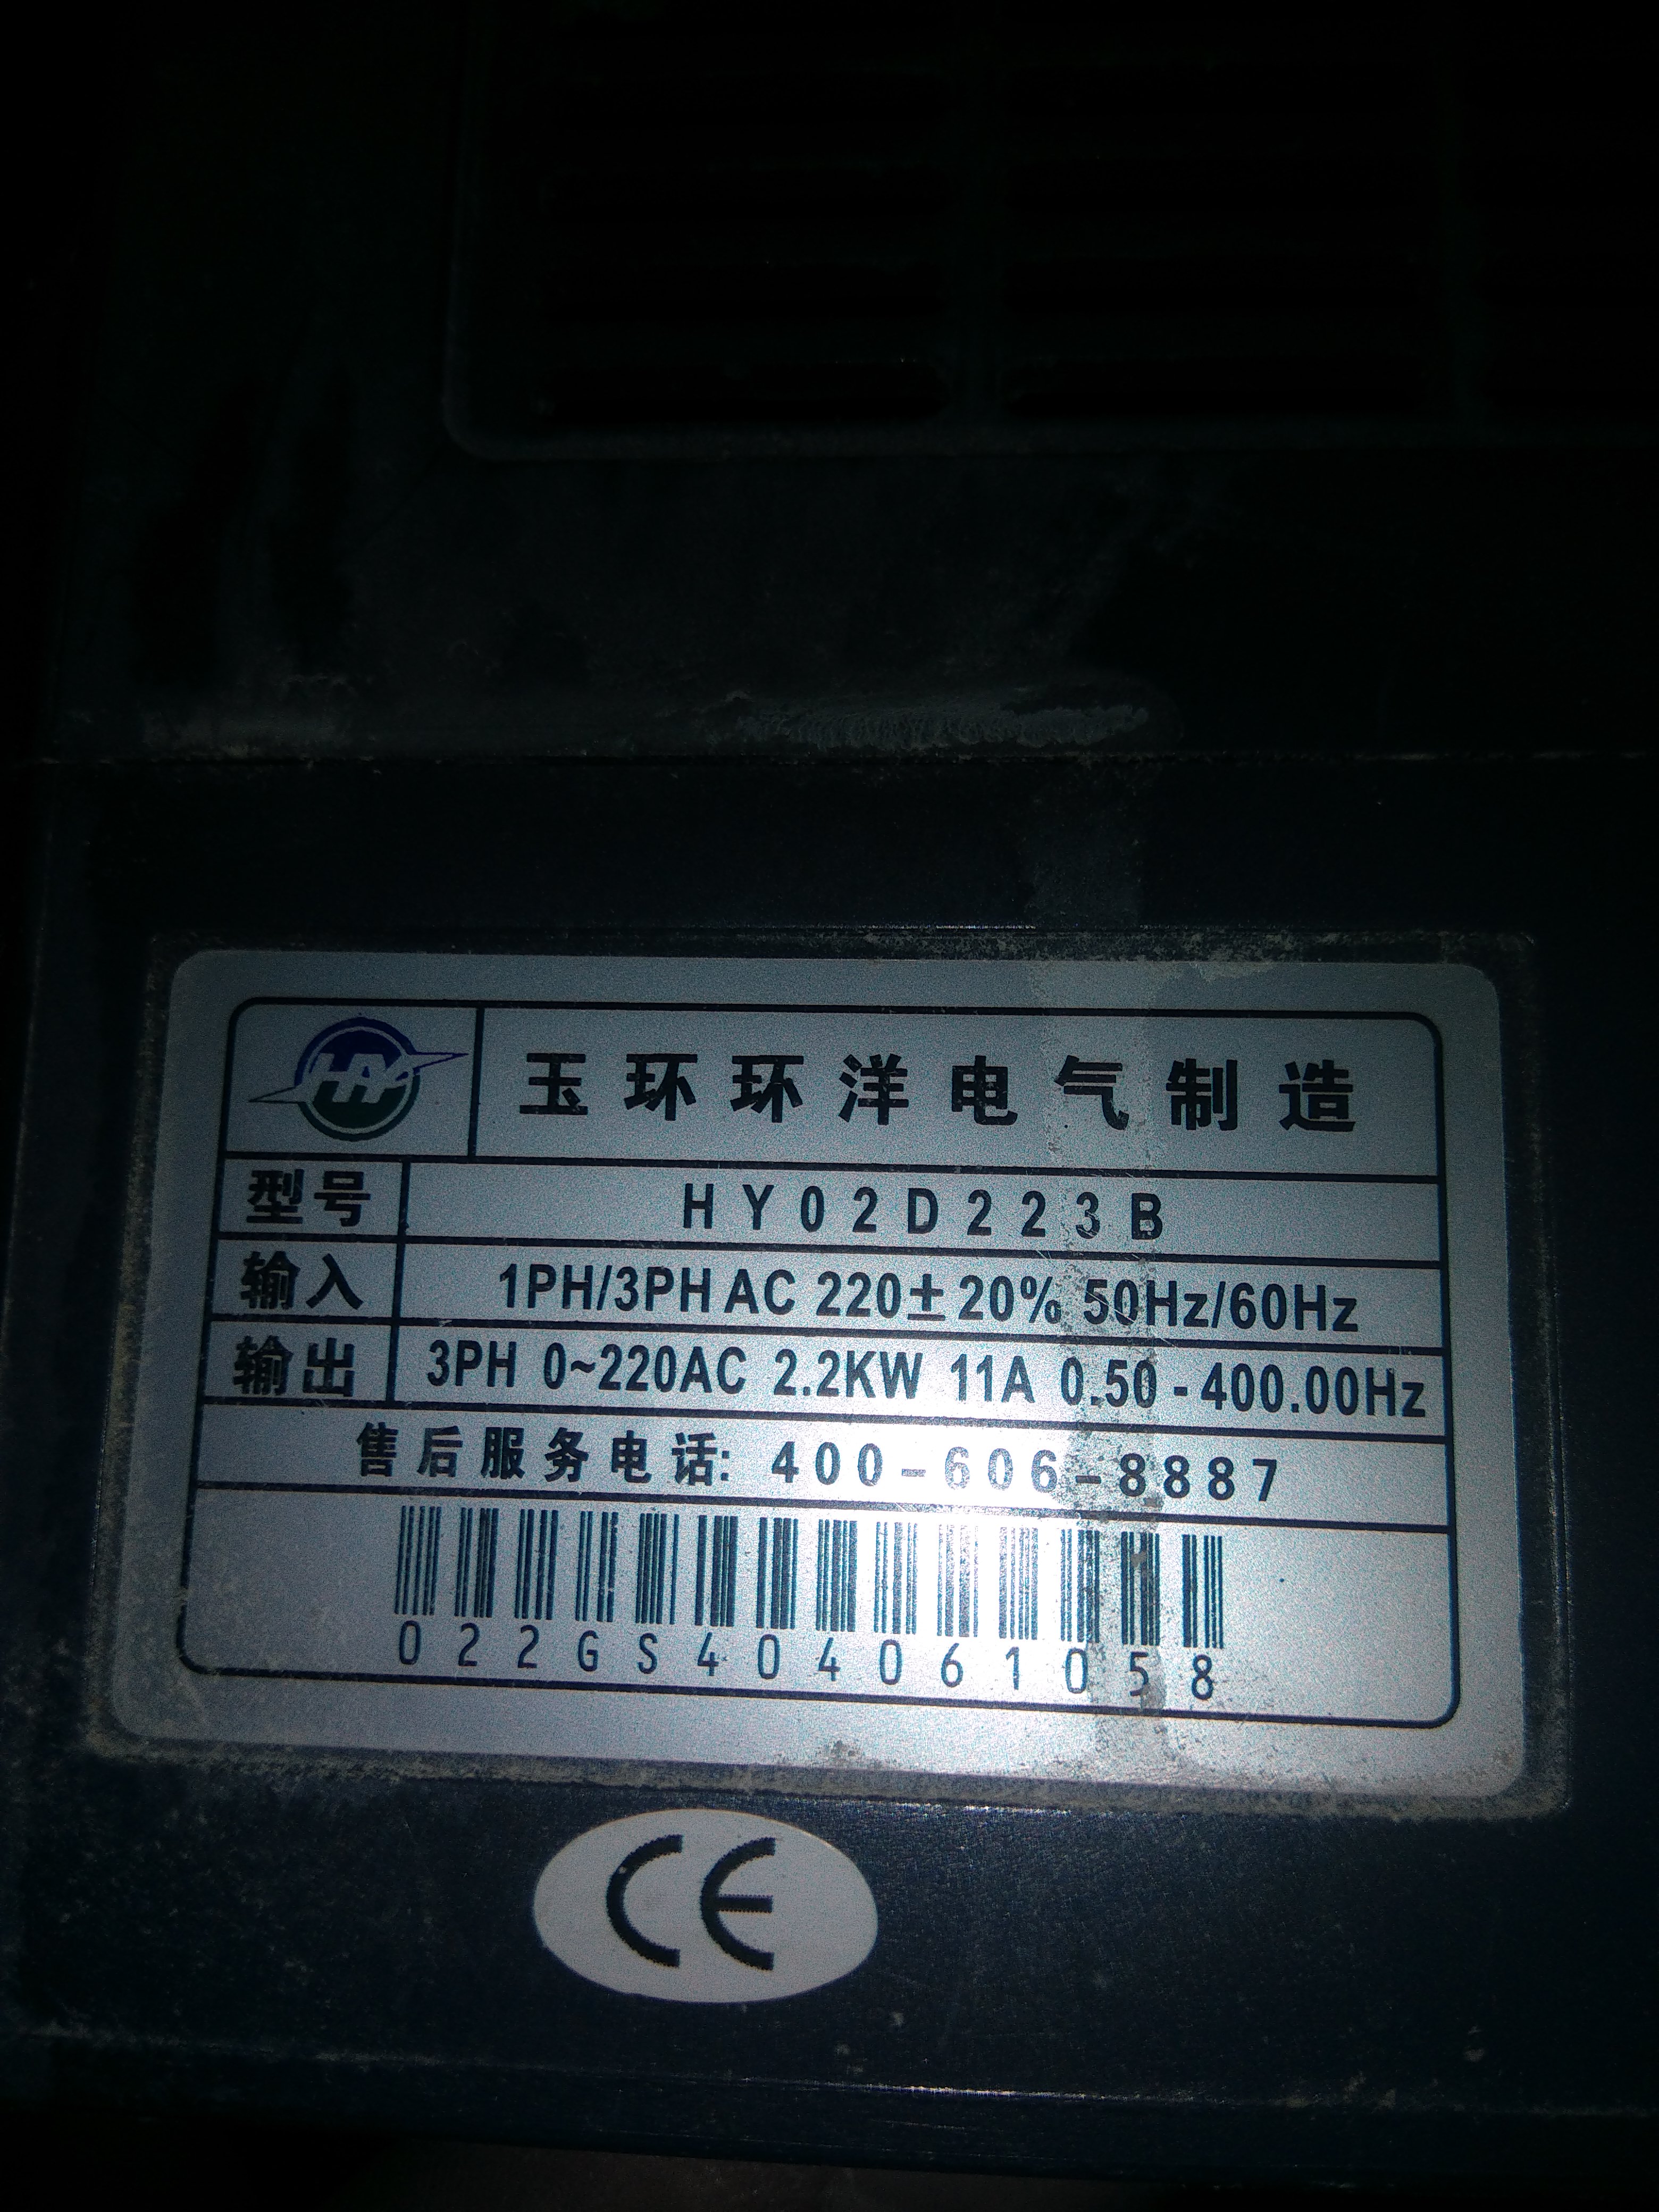 HY
玉环环洋电气制造
型号 HY02D223B
输入 1PH/3PH AC 220±20% 50Hz/60Hz
输出 3PH 0~220AC 2.2KW 11A 0.50-400.00Hz
售后服务电话: 400-606-8887
022GS404061058
CE